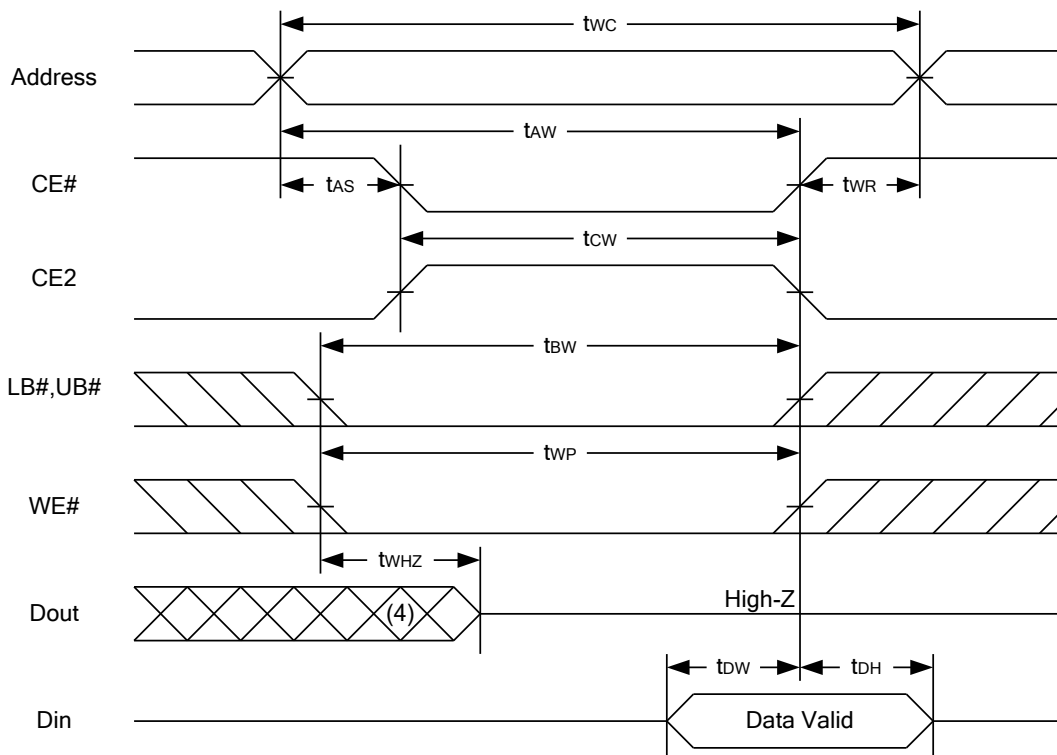 tWC
Address
tAW
CE#
tAS
tWR
tCW
CE2
tBW
LB#,UB#
tWP
WE#
tWHZ
Dout
(4)
High-Z
tDW
tDH
Din
Data Valid